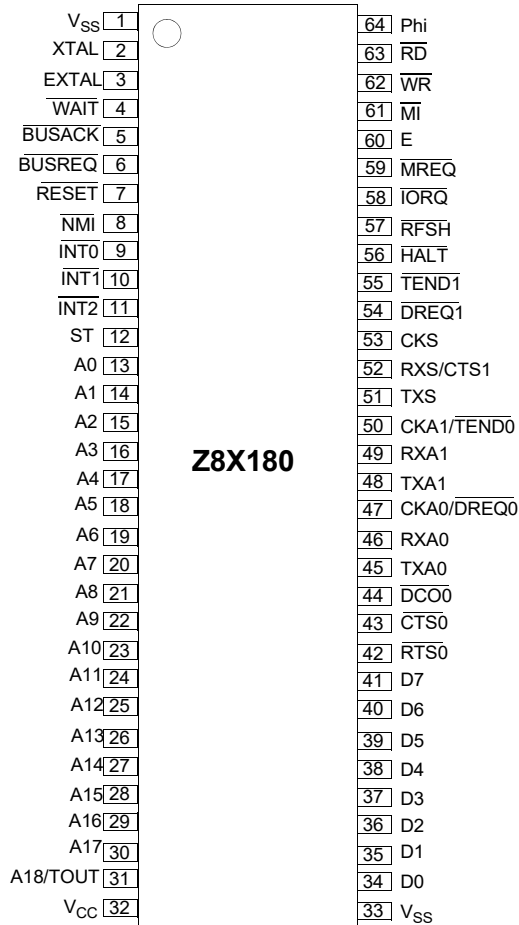 V_SS 1
XTAL 2
EXTAL 3
WAIT 4
BUSACK 5
BUSREQ 6
RESET 7
NMI 8
INT0 9
INT1 10
INT2 11
ST 12
A0 13
A1 14
A2 15
A3 16
A4 17
A5 18
A6 19
A7 20
A8 21
A9 22
A10 23
A11 24
A12 25
A13 26
A14 27
A15 28
A16 29
A17 30
A18/TOUT 31
V_CC 32
Z8X180
64 Phi
63 RD
62 WR
61 MI
60 E
59 MREQ
58 IORQ
57 RFSH
56 HALT
55 TEND1
54 DREQ1
53 CKS
52 RXS/CTS1
51 TXS
50 CKA1/TEND0
49 RXA1
48 TXA1
47 CKA0/DREQ0
46 RXA0
45 TXA0
44 DCO0
43 CTS0
42 RTS0
41 D7
40 D6
39 D5
38 D4
37 D3
36 D2
35 D1
34 D0
33 V_SS